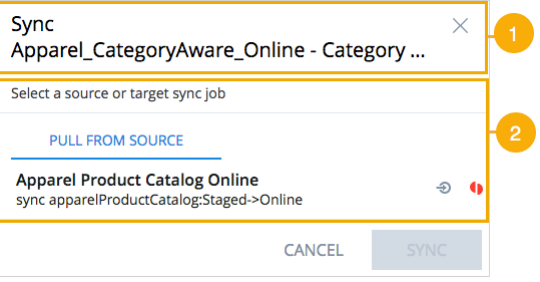 Sync
Apparel_CategoryAware_Online - Category ...
1
Select a source or target sync job
PULL FROM SOURCE
2
Apparel Product Catalog Online
sync apparelProductCatalog:Staged->Online
CANCEL
SYNC